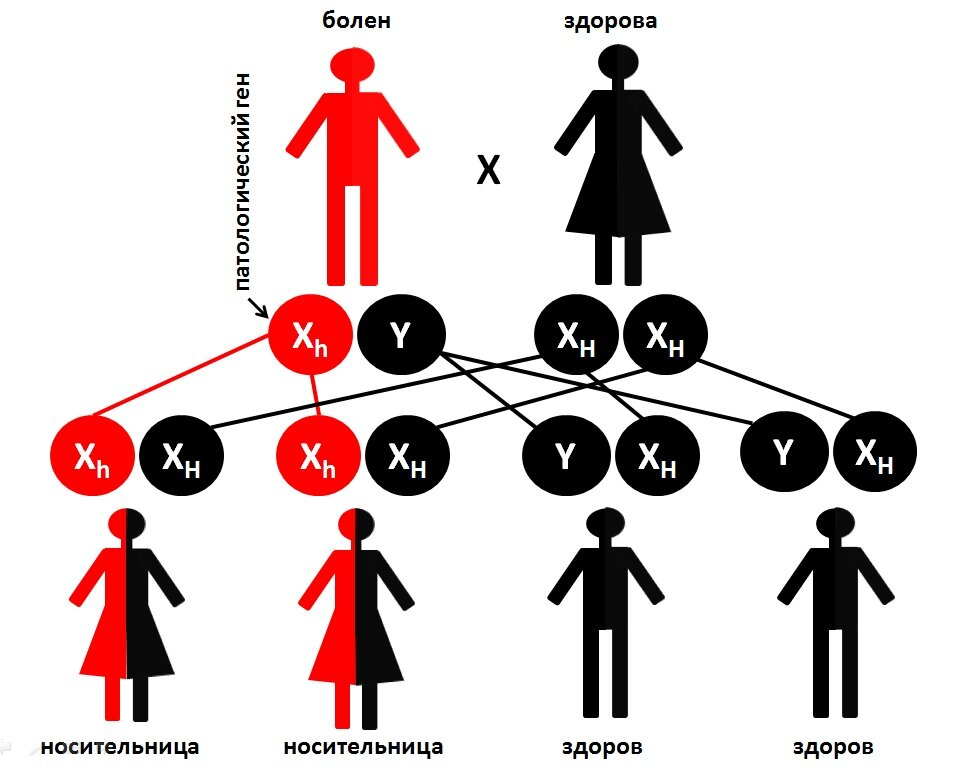 болен здорова
патологический ген
X
Xh Y XH XH
Xh XH Xh XH Y XH Y XH
носительница носительница здоров здоров